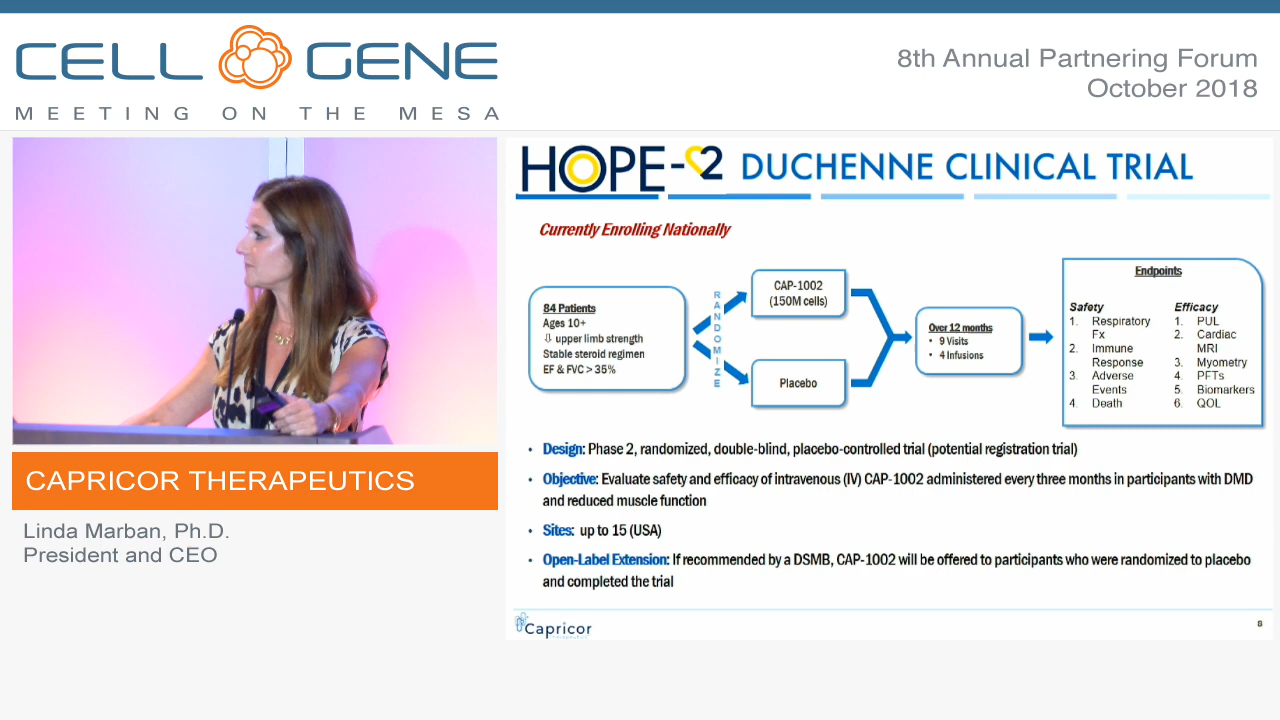 CELL GENE
MEETING ON THE MESA
8th Annual Partnering Forum
October 2018
HOPE-2 DUCHENNE CLINICAL TRIAL
Currently Enrolling Nationally
84 Patients
Ages 10+
⇩ upper limb strength
Stable steroid regimen
EF & FVC > 35%
RANDOMIZE
CAP-1002
(150M cells)
Placebo
Over 12 months
• 9 Visits
• 4 Infusions
Endpoints
Safety
1. Respiratory
Fx
2. Immune
Response
3. Adverse
Events
4. Death
Efficacy
1. PUL
2. Cardiac
MRI
3. Myometry
4. PFTs
5. Biomarkers
6. QOL
• Design: Phase 2, randomized, double-blind, placebo-controlled trial (potential registration trial)
• Objective: Evaluate safety and efficacy of intravenous (IV) CAP-1002 administered every three months in participants with DMD
and reduced muscle function
• Sites: up to 15 (USA)
• Open-Label Extension: If recommended by a DSMB, CAP-1002 will be offered to participants who were randomized to placebo
and completed the trial
Capricor
8
CAPRICOR THERAPEUTICS
Linda Marban, Ph.D.
President and CEO